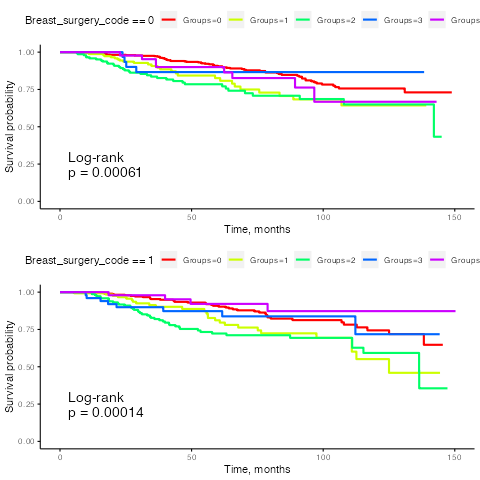 Breast_surgery_code == 0 Groups=0 Groups=1 Groups=2 Groups=3 Groups
Survival probability
1.00
0.75
0.50
0.25
0.00
Log-rank
p = 0.00061
0 50 100 150
Time, months
Breast_surgery_code == 1 Groups=0 Groups=1 Groups=2 Groups=3 Groups
Survival probability
1.00
0.75
0.50
0.25
0.00
Log-rank
p = 0.00014
0 50 100 150
Time, months